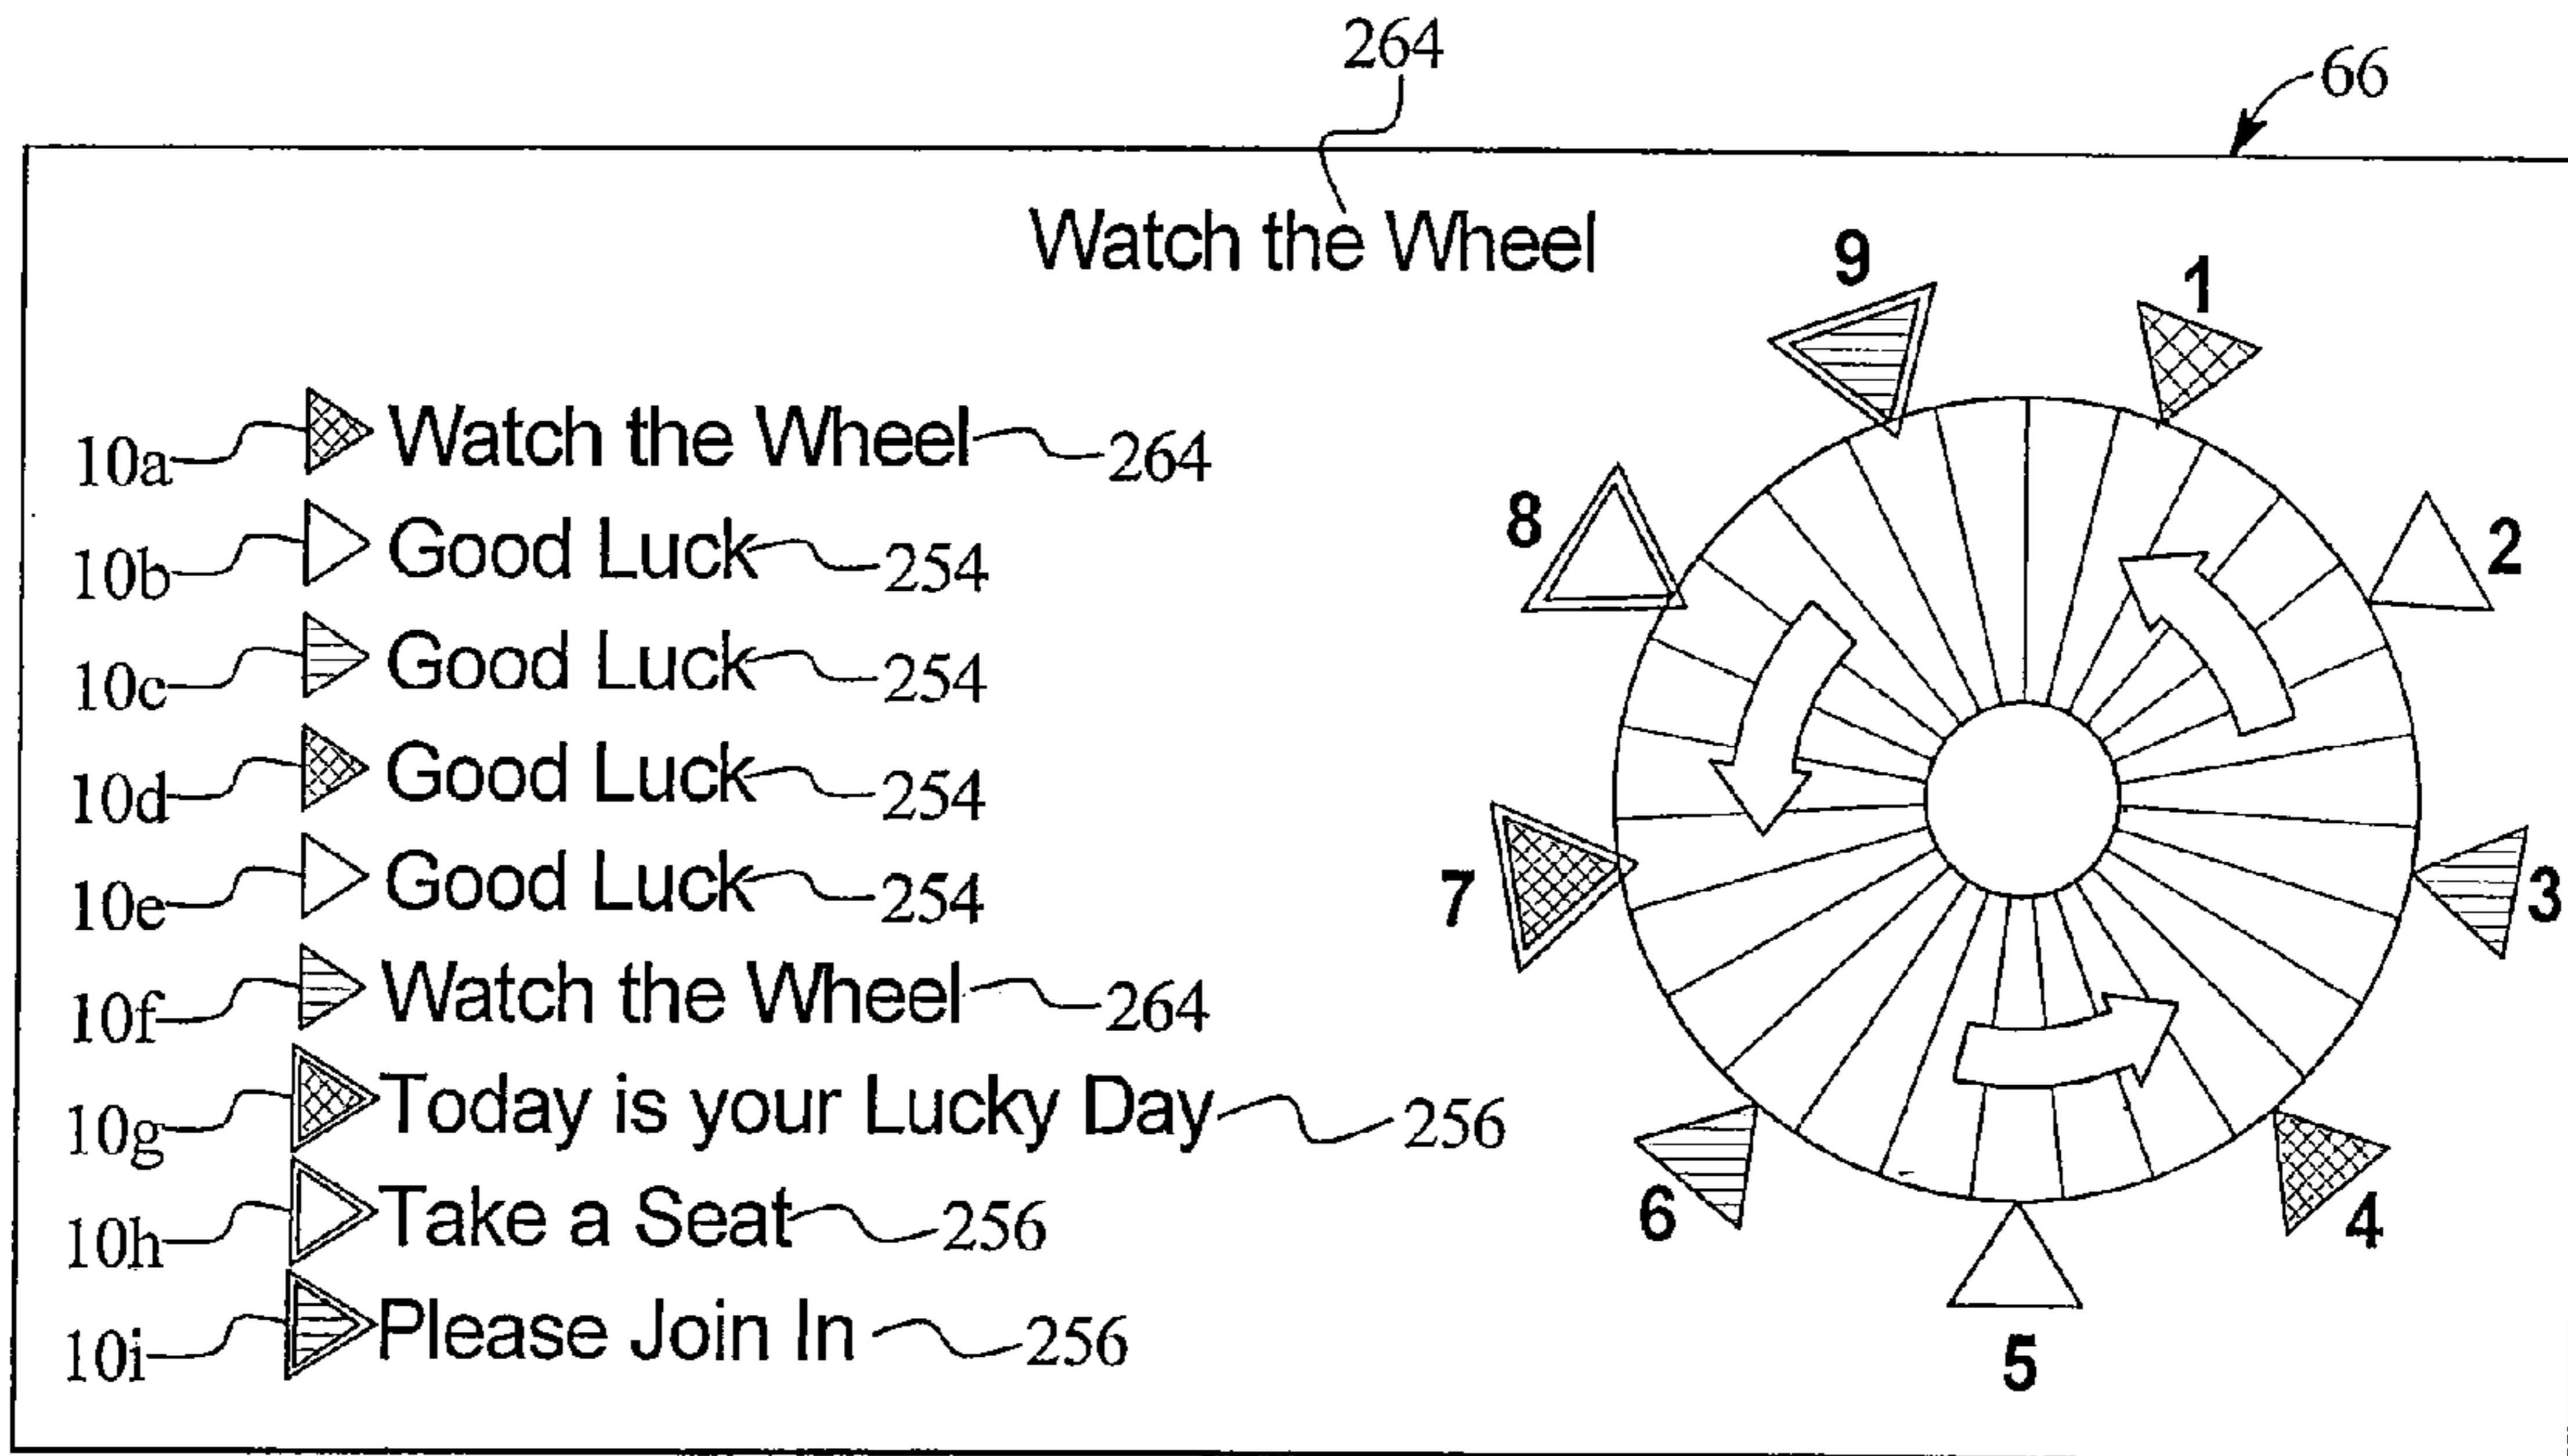 264
66
Watch the Wheel
9
1
10a Watch the Wheel 264
8
2
10b Good Luck 254
10c Good Luck 254
10d Good Luck 254
7
3
10e Good Luck 254
10f Watch the Wheel 264
10g Today is your Lucky Day 256
6
4
10h Take a Seat 256
10i Please Join In 256
5